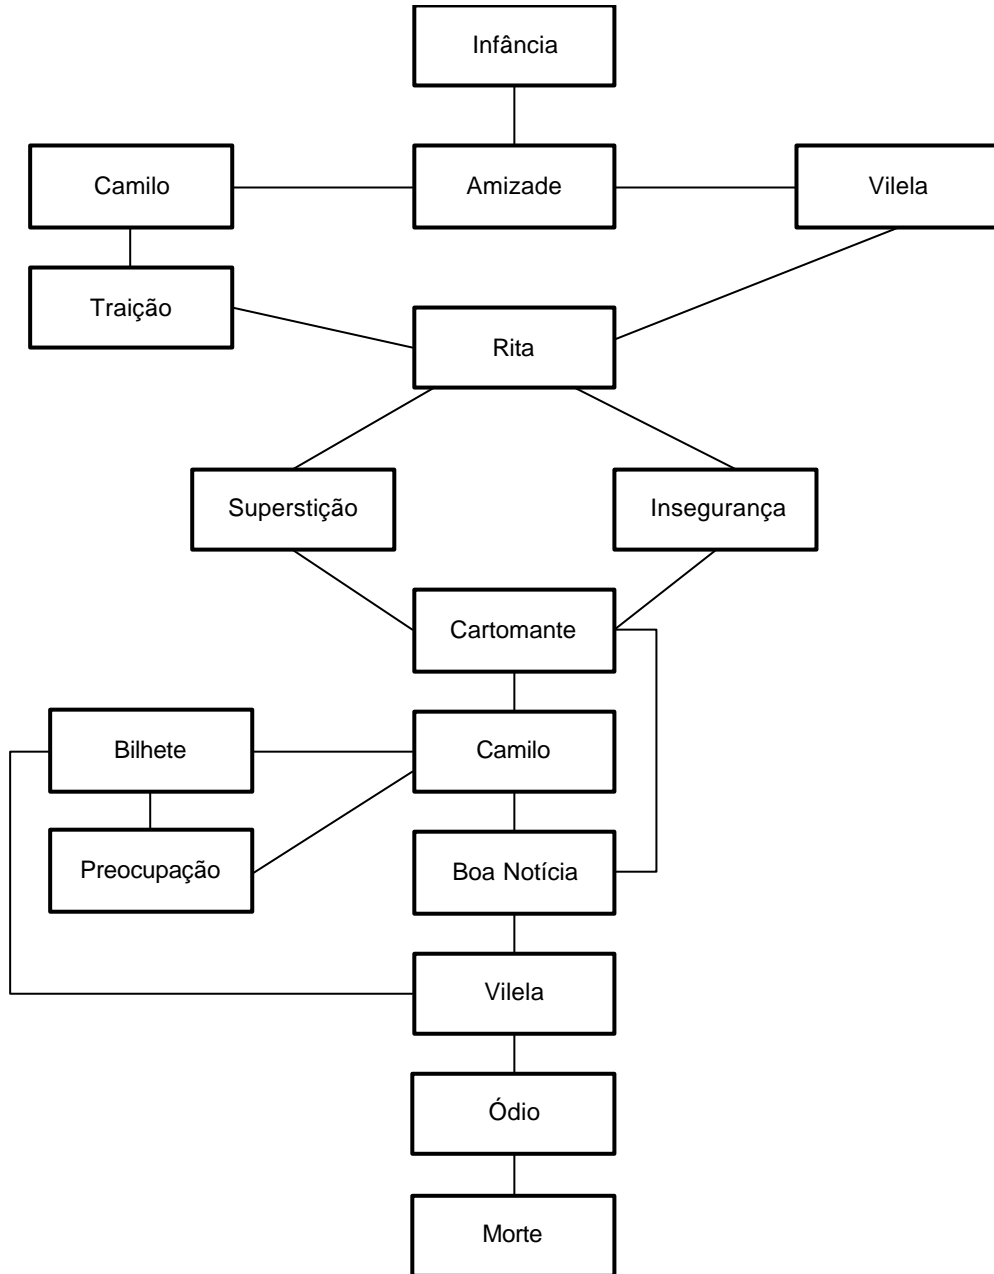 Infância
Camilo
Amizade
Vilela
Traição
Rita
Superstição
Insegurança
Cartomante
Bilhete
Camilo
Preocupação
Boa Notícia
Vilela
Ódio
Morte